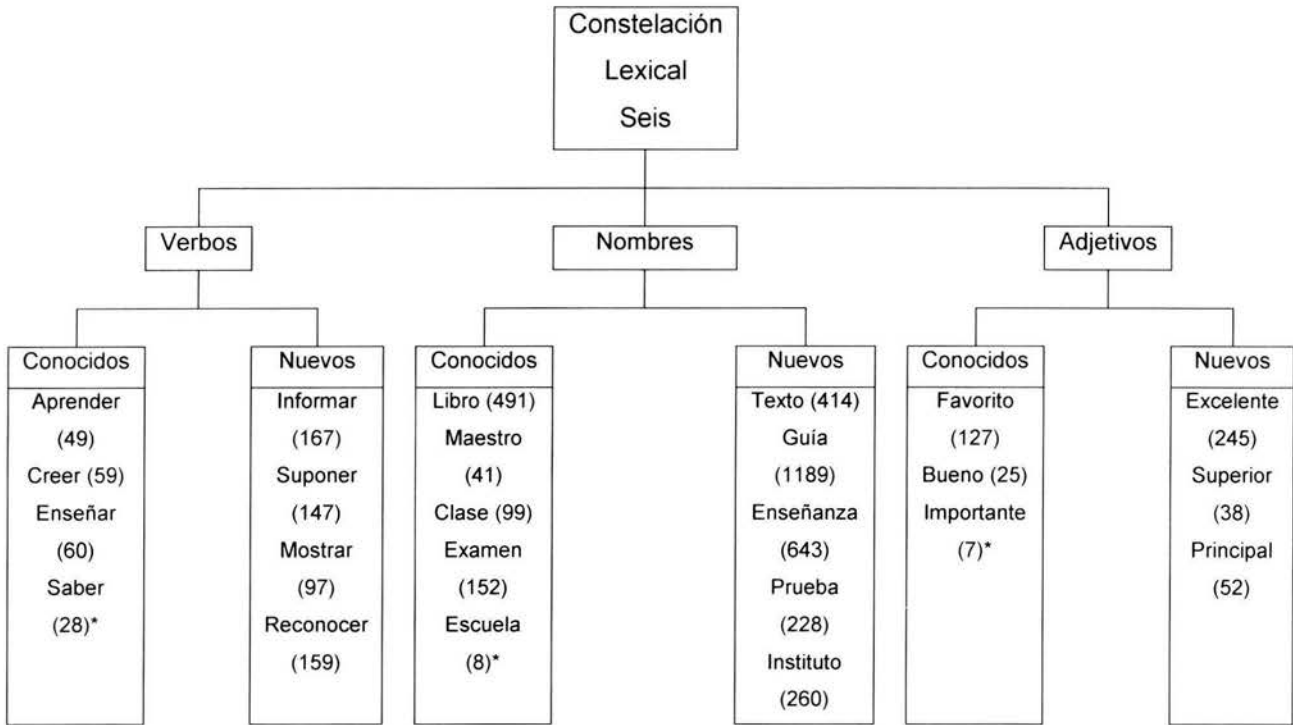 Constelación
Lexical
Seis
Verbos
Nombres
Adjetivos
Conocidos
Aprender
(49)
Creer (59)
Enseñar
(60)
Saber
(28)*
Nuevos
Informar
(167)
Suponer
(147)
Mostrar
(97)
Reconocer
(159)
Conocidos
Libro (491)
Maestro
(41)
Clase (99)
Examen
(152)
Escuela
(8)*
Nuevos
Texto (414)
Guía
(1189)
Enseñanza
(643)
Prueba
(228)
Instituto
(260)
Conocidos
Favorito
(127)
Bueno (25)
Importante
(7)*
Nuevos
Excelente
(245)
Superior
(38)
Principal
(52)